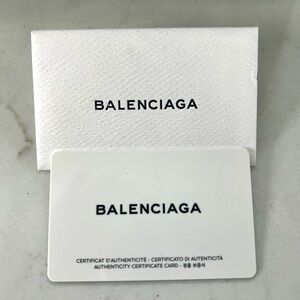 BALENCIAGA
BALENCIAGA
CERTIFICAT D'AUTHENTICITÉ - CERTIFICATO DI AUTENTICITÀ
AUTHENTICITY CERTIFICATE CARD - 정품 보증서